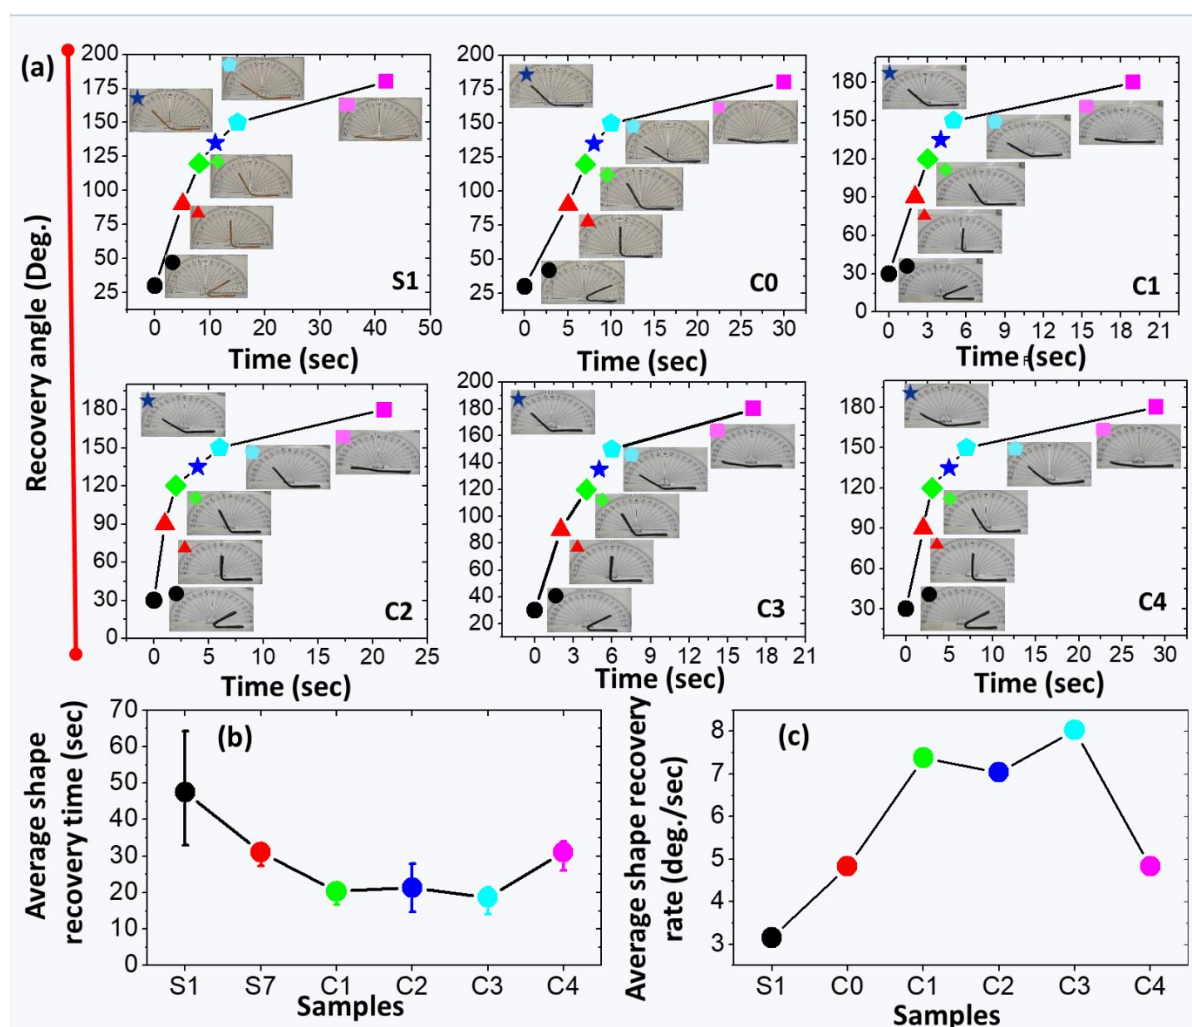 (a)
Recovery angle (Deg.)
200
175
150
125
100
75
50
25
S1
0 10 20 30 40 50
Time (sec)
200
175
150
125
100
75
50
25
C0
0 5 10 15 20 25 30
Time (sec)
180
150
120
90
60
30
0
C1
0 3 6 9 12 15 18 21
Time (sec)
180
150
120
90
60
30
0
C2
0 5 10 15 20 25
Time (sec)
200
180
160
140
120
100
80
60
40
20
C3
0 3 6 9 12 15 18 21
Time (sec)
180
150
120
90
60
30
C4
0 5 10 15 20 25 30
Time (sec)
(b)
Average shape
recovery time (sec)
70
60
50
40
30
20
10
0
S1 S7 C1 C2 C3 C4
Samples
(c)
Average shape recovery
rate (deg./sec)
8
7
6
5
4
3
S1 C0 C1 C2 C3 C4
Samples